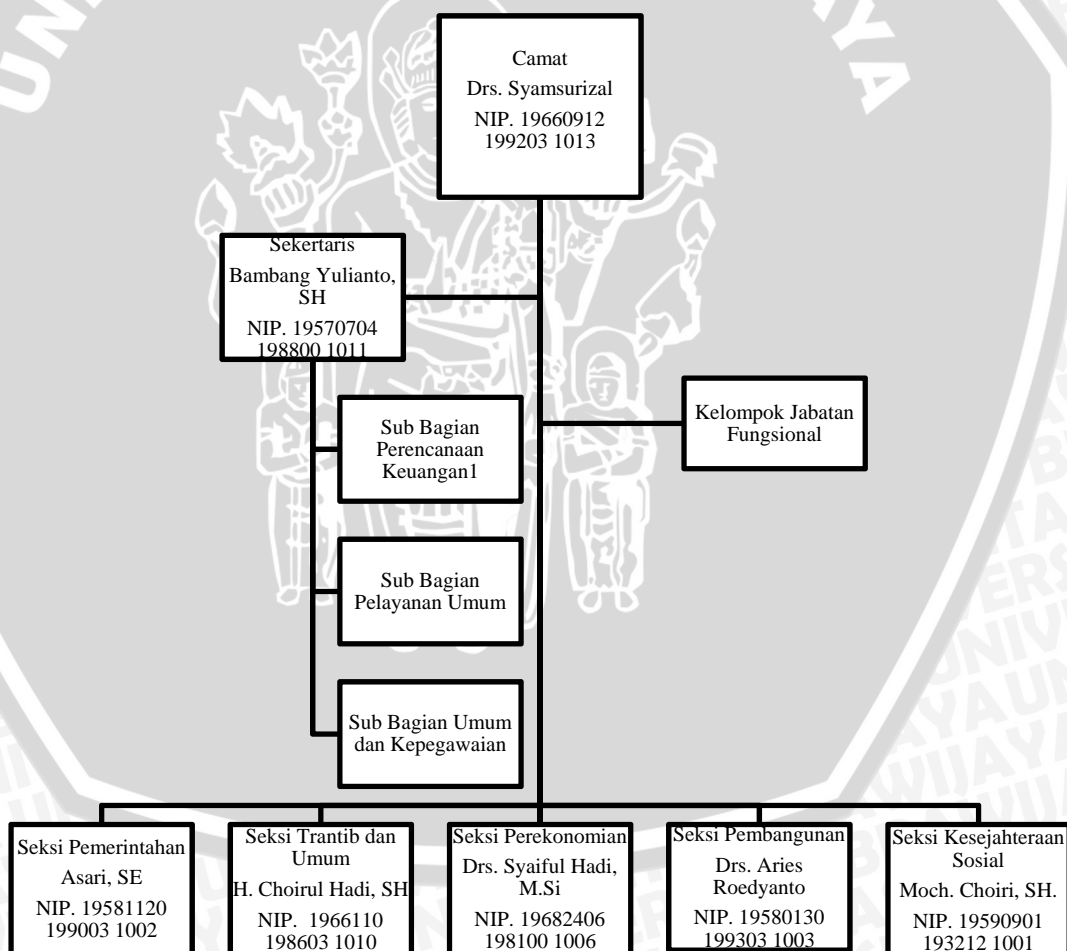 Camat
Drs. Syamsurizal
NIP. 19660912
199203 1013
Sekertaris
Bambang Yulianto,
SH
NIP. 19570704
198800 1011
Kelompok Jabatan
Fungsional
Sub Bagian
Perencanaan
Keuangan1
Sub Bagian
Pelayanan Umum
Sub Bagian Umum
dan Kepegawaian
Seksi Pemerintahan
Asari, SE
NIP. 19581120
199003 1002
Seksi Trantib dan
Umum
H. Choirul Hadi, SH
NIP.  1966110
198603 1010
Seksi Perekonomian
Drs. Syaiful Hadi,
M.Si
NIP. 19682406
198100 1006
Seksi Pembangunan
Drs. Aries
Roedyanto
NIP. 19580130
199303 1003
Seksi Kesejahteraan
Sosial
Moch. Choiri, SH.
NIP. 19590901
193212 1001